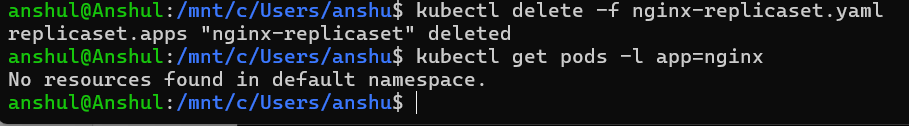 anshul@Anshul:/mnt/c/Users/anshu$ kubectl delete -f nginx-replicaset.yaml
replicaset.apps "nginx-replicaset" deleted
anshul@Anshul:/mnt/c/Users/anshu$ kubectl get pods -l app=nginx
No resources found in default namespace.
anshul@Anshul:/mnt/c/Users/anshu$